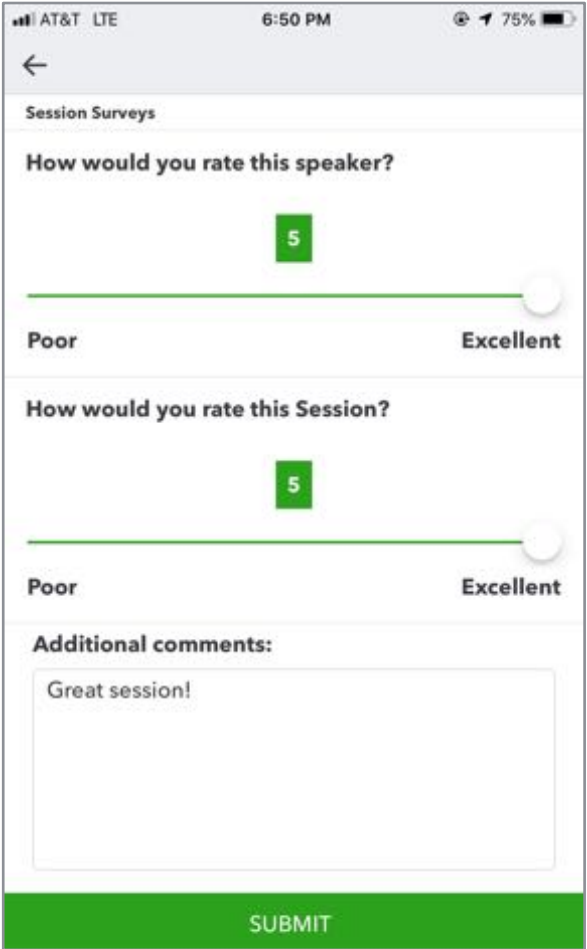 AT&T LTE 6:50 PM 75%
Session Surveys
How would you rate this speaker?
5
Poor Excellent
How would you rate this Session?
5
Poor Excellent
Additional comments:
Great session!
SUBMIT